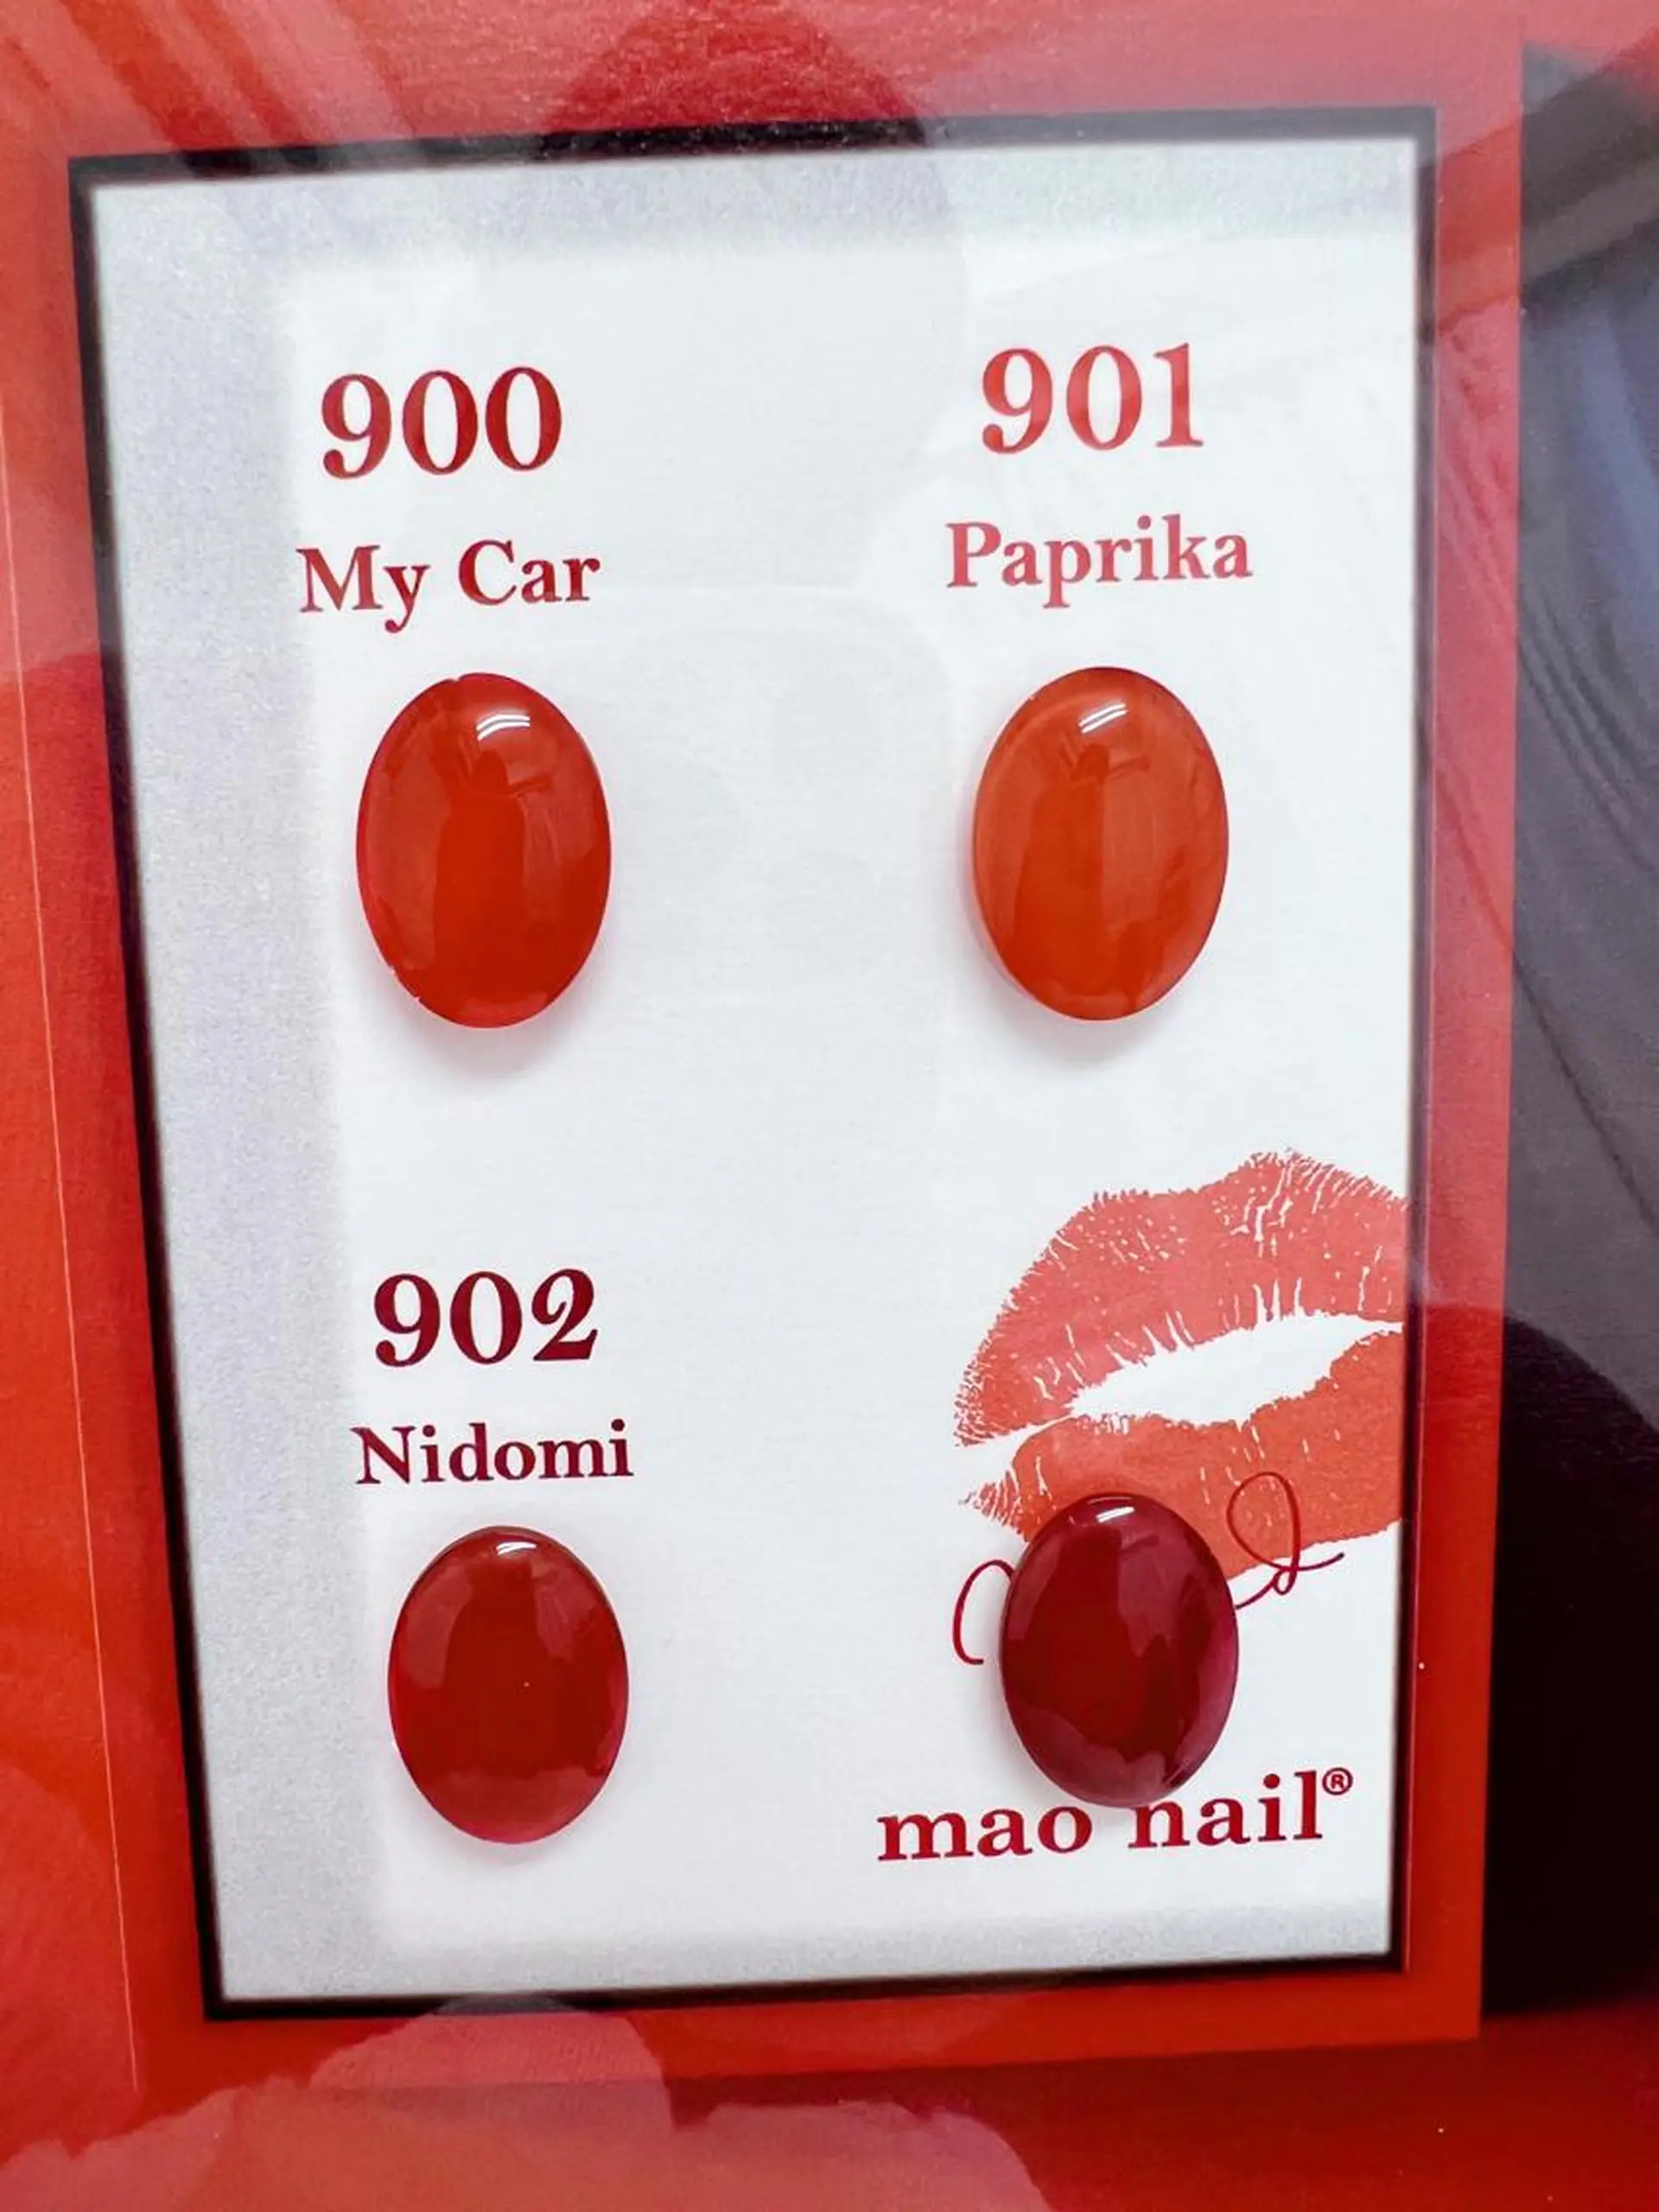 900
My Car
901
Paprika
902
Nidomi
mao nail®